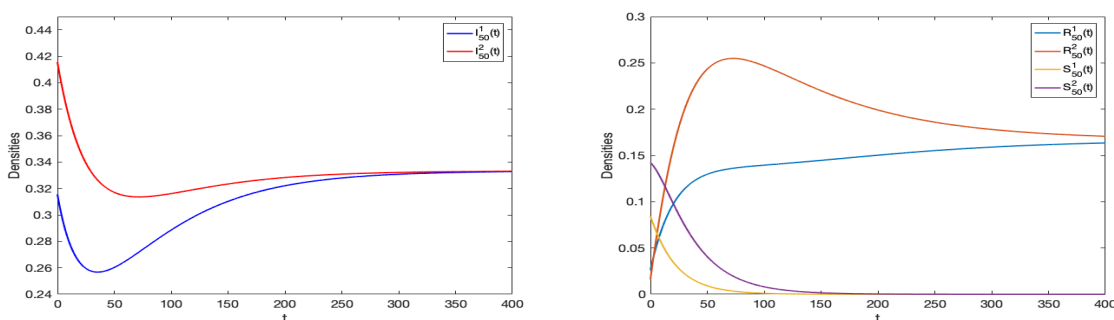 0.44
0.42
0.4
0.38
0.36
0.34
0.32
0.3
0.28
0.26
0.24
Densities
0 50 100 150 200 250 300 350 400
t
I¹₅₀(t)
I²₅₀(t)
0.3
0.25
0.2
0.15
0.1
0.05
0
Densities
0 50 100 150 200 250 300 350 400
t
R¹₅₀(t)
R²₅₀(t)
S¹₅₀(t)
S²₅₀(t)